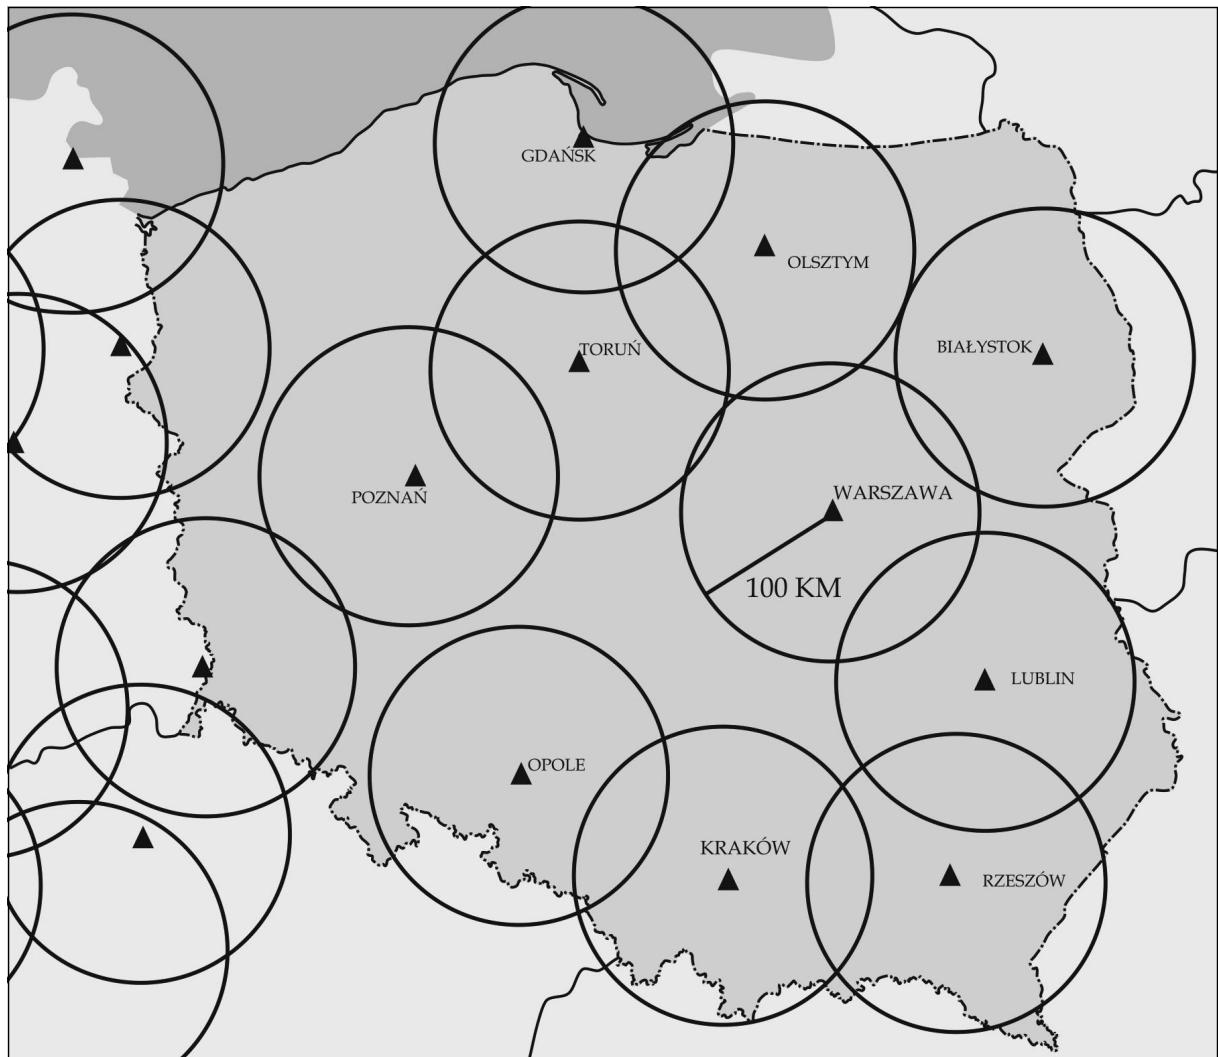 GDAŃSK
OLSZTYM
TORUŃ
BIAŁYSTOK
POZNAŃ
WARSZAWA
100 KM
LUBLIN
OPOLE
KRAKÓW
RZESZÓW